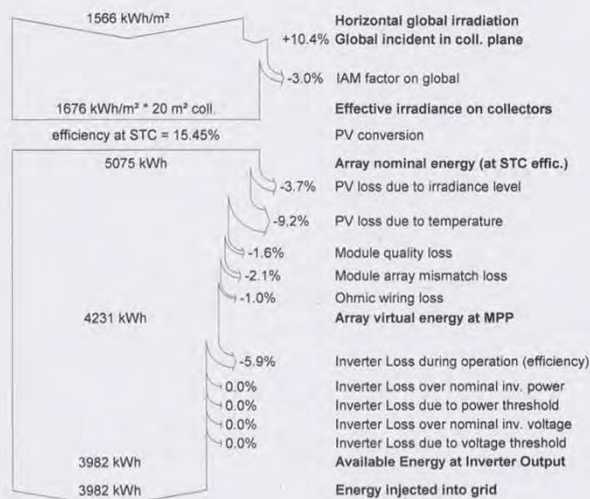 1566 kWh/m² Horizontal global irradiation
+10.4% Global incident in coll. plane
-3.0% IAM factor on global
1676 kWh/m² * 20 m² coll. Effective irradiance on collectors
efficiency at STC = 15.45% PV conversion
5075 kWh Array nominal energy (at STC effic.)
-3.7% PV loss due to irradiance level
-9.2% PV loss due to temperature
-1.6% Module quality loss
-2.1% Module array mismatch loss
-1.0% Ohmic wiring loss
4231 kWh Array virtual energy at MPP
-5.9% Inverter Loss during operation (efficiency)
0.0% Inverter Loss over nominal inv. power
0.0% Inverter Loss due to power threshold
0.0% Inverter Loss over nominal inv. voltage
0.0% Inverter Loss due to voltage threshold
3982 kWh Available Energy at Inverter Output
3982 kWh Energy injected into grid